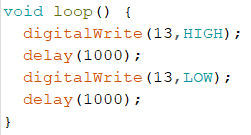 void loop() {
  digitalWrite(13,HIGH);
  delay(1000);
  digitalWrite(13,LOW);
  delay(1000);
}